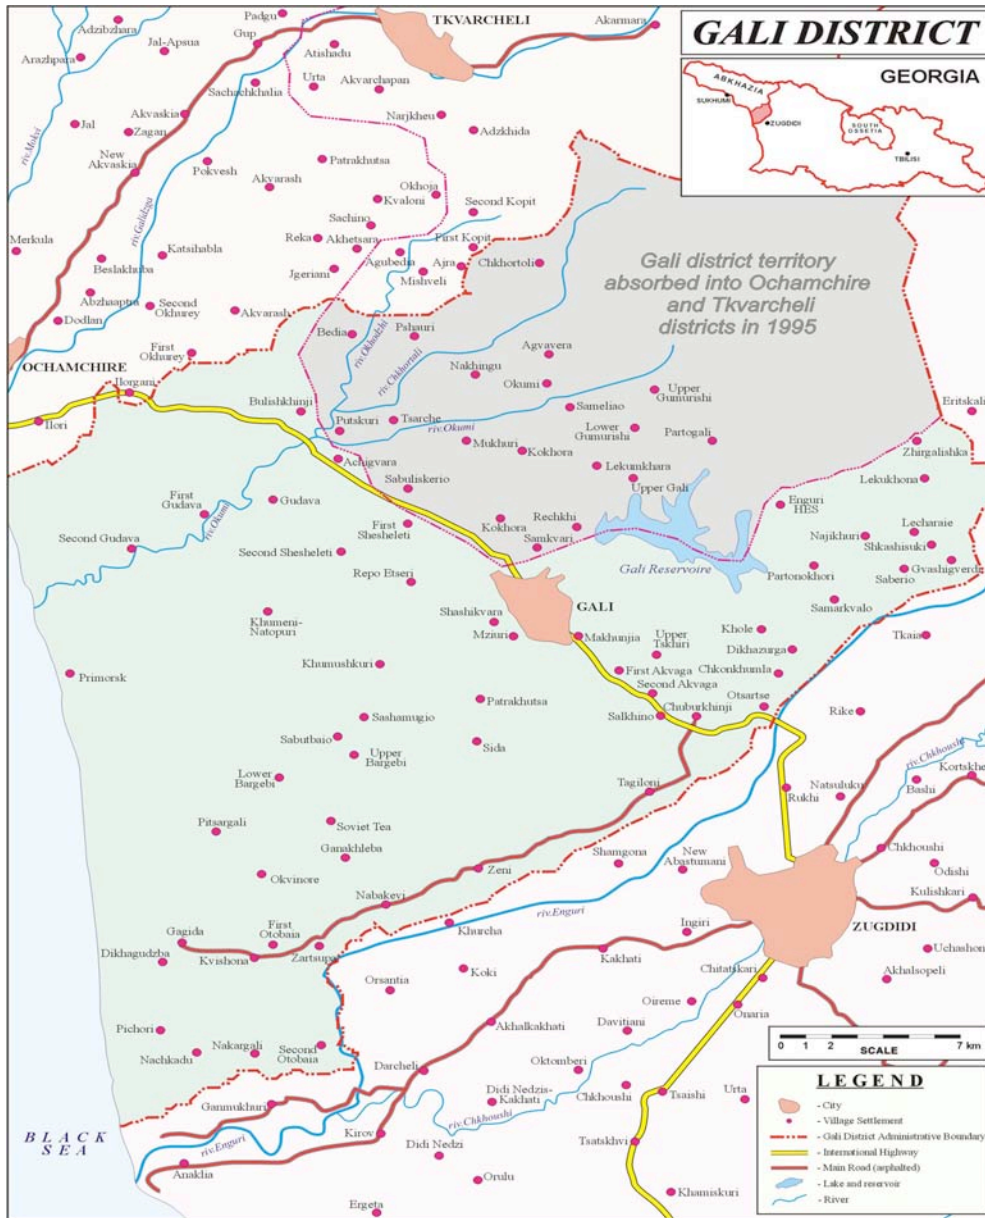 GALI DISTRICT
GEORGIA
ABKHAZIA
SUKHUMI
ZUGDIDI
SOUTH
OSSETIA
TBILISI
Padgu
TKVARCHELI
Adzibzhara
Akarmara
Gup
Jal-Apsua
Atishadu
Arazhpara
Urta
Akvarchapan
Sachachkhalia
Akvaskia
Narjkheu
Jal
Zagan
Adzkhida
riv.Mokvi
New
Akvaskia
Pokvesh
Patrakhutsa
Akvarash
Okhoja
Kvaloni
Second Kopit
riv.Galidzga
Sachino
Merkula
Katsihabla
Reka
Akhetsara
First Kopit
Beslakhuba
Agubedia
Ajra
Chkhortoli
Jgeriani
Mishveli
Gali district territory
absorbed into Ochamchire
and Tkvarcheli
districts in 1995
Abzhaaptra
Second
Okhurey
Akvarash
Dodlan
Bedia
Pshauri
riv.Okhodzhi
riv.Chkhortali
First
Okhurey
Agvavera
OCHAMCHIRE
Nakhingu
Okumi
Ilorgani
Upper
Gumurishi
Bulishkhinji
Sameliao
Eritskali
Ilori
Putskuri
Tsarche
riv.Okumi
Lower
Gumurishi
Partogali
Mukhuri
Kokhora
Zhirgalishka
Achigvara
Lekumkhara
Sabuliskerio
Upper Gali
Lekukhona
First
Gudava
Gudava
Enguri
HES
riv.Okumi
First
Shesheleti
Kokhora
Rechkhi
Samkvari
Lecharaie
Najikhuri
Shkashisuki
Second Gudava
Second Shesheleti
Gali Reservoire
Partonokhori
Gvashigverdi
Saberio
Repo Etseri
Samarkvalo
Khumeni-
Natopuri
Shashikvara
GALI
Mziuri
Makhunjia
Upper
Tskhiri
Khole
Tkaia
Dikhazurga
Khumushkuri
First Akvaga
Chkonkhumla
Primorsk
Second Akvaga
Patrakhutsa
Otsartse
Sashamugio
Salkhino
Chuburkhinji
Rike
Sabutbaio
Upper
Bargebi
Sida
riv.Chkhoushi
Lower
Bargebi
Tagiloni
Natsuluku
Bashi
Kortskhe
Rukhi
Pitsargali
Soviet Tea
Ganakhleba
Shamgona
New
Abastumani
Chkhoushi
Odishi
Okvinore
Zeni
Kulishkari
Nabakevi
riv.Enguri
ZUGDIDI
Gagida
First
Otobaia
Khurcha
Ingiri
Dikhagudzba
Kvishona
Zartsupa
Kakhati
Uchashon
Koki
Chitatskari
Akhalsopeli
Orsantia
Oireme
Onaria
Pichori
Akhalkakhati
Davitiani
Nachkadu
Nakargali
Second
Otobaia
Darcheli
Oktomberi
0 1 2 4 7 km
SCALE
Ganmukhuri
Didi Nedzis-
Kakhati
Chkhoushi
Tsaishi
Urta
riv.Chkhoushi
BLACK
SEA
riv.Enguri
Kirov
Didi Nedzi
Tsatskhvi
Anaklia
Orulu
Khamiskuri
Ergeta
LEGEND
- City
- Village Settlement
- Gali District Administrative Boundary
- International Highway
- Main Road (asphalted)
- Lake and reservoir
- River